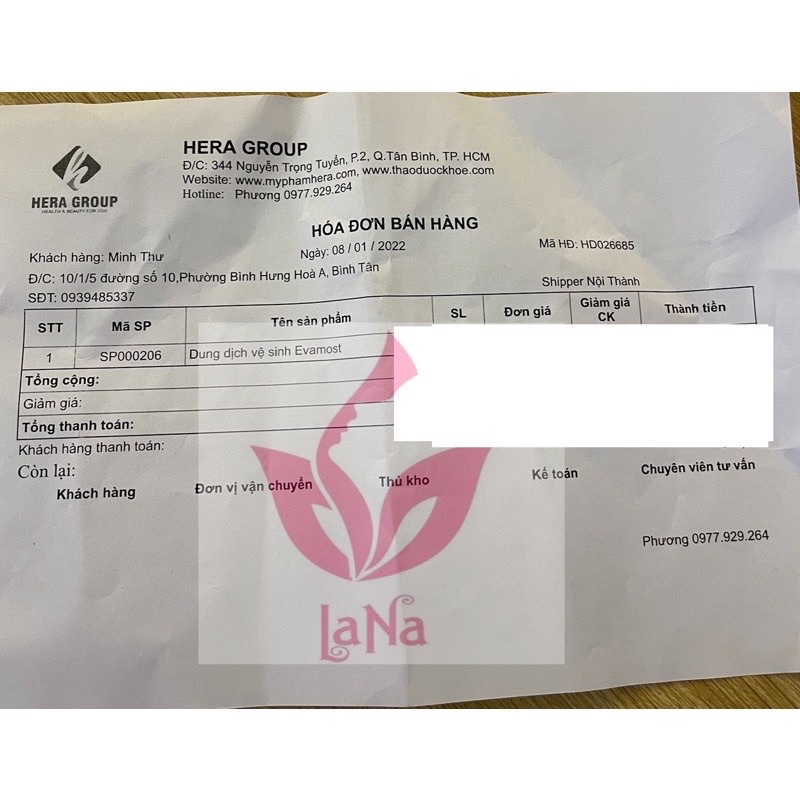 HERA GROUP
HEALTH & BEAUTY FOR YOU
HERA GROUP
Đ/C: 344 Nguyễn Trọng Tuyển, P.2, Q.Tân Bình, TP. HCM
Website: www.myphamhera.com, www.thaoduockhoe.com
Hotline: Phương 0977.929.264
HÓA ĐƠN BÁN HÀNG
Ngày: 08 / 01 / 2022
Mã HĐ: HD026685
Khách hàng: Minh Thư
Đ/C: 10/1/5 đường số 10,Phường Bình Hưng Hoà A, Bình Tân
SĐT: 0939485337
Shipper Nội Thành
STT Mã SP Tên sản phẩm SL Đơn giá Giảm giá CK Thành tiền
1 SP000206 Dung dịch vệ sinh Evamost
Tổng cộng:
Giảm giá:
Tổng thanh toán:
Khách hàng thanh toán:
Còn lại:
Khách hàng Đơn vị vận chuyển Thủ kho Kế toán Chuyên viên tư vấn
Phương 0977.929.264
LaNa